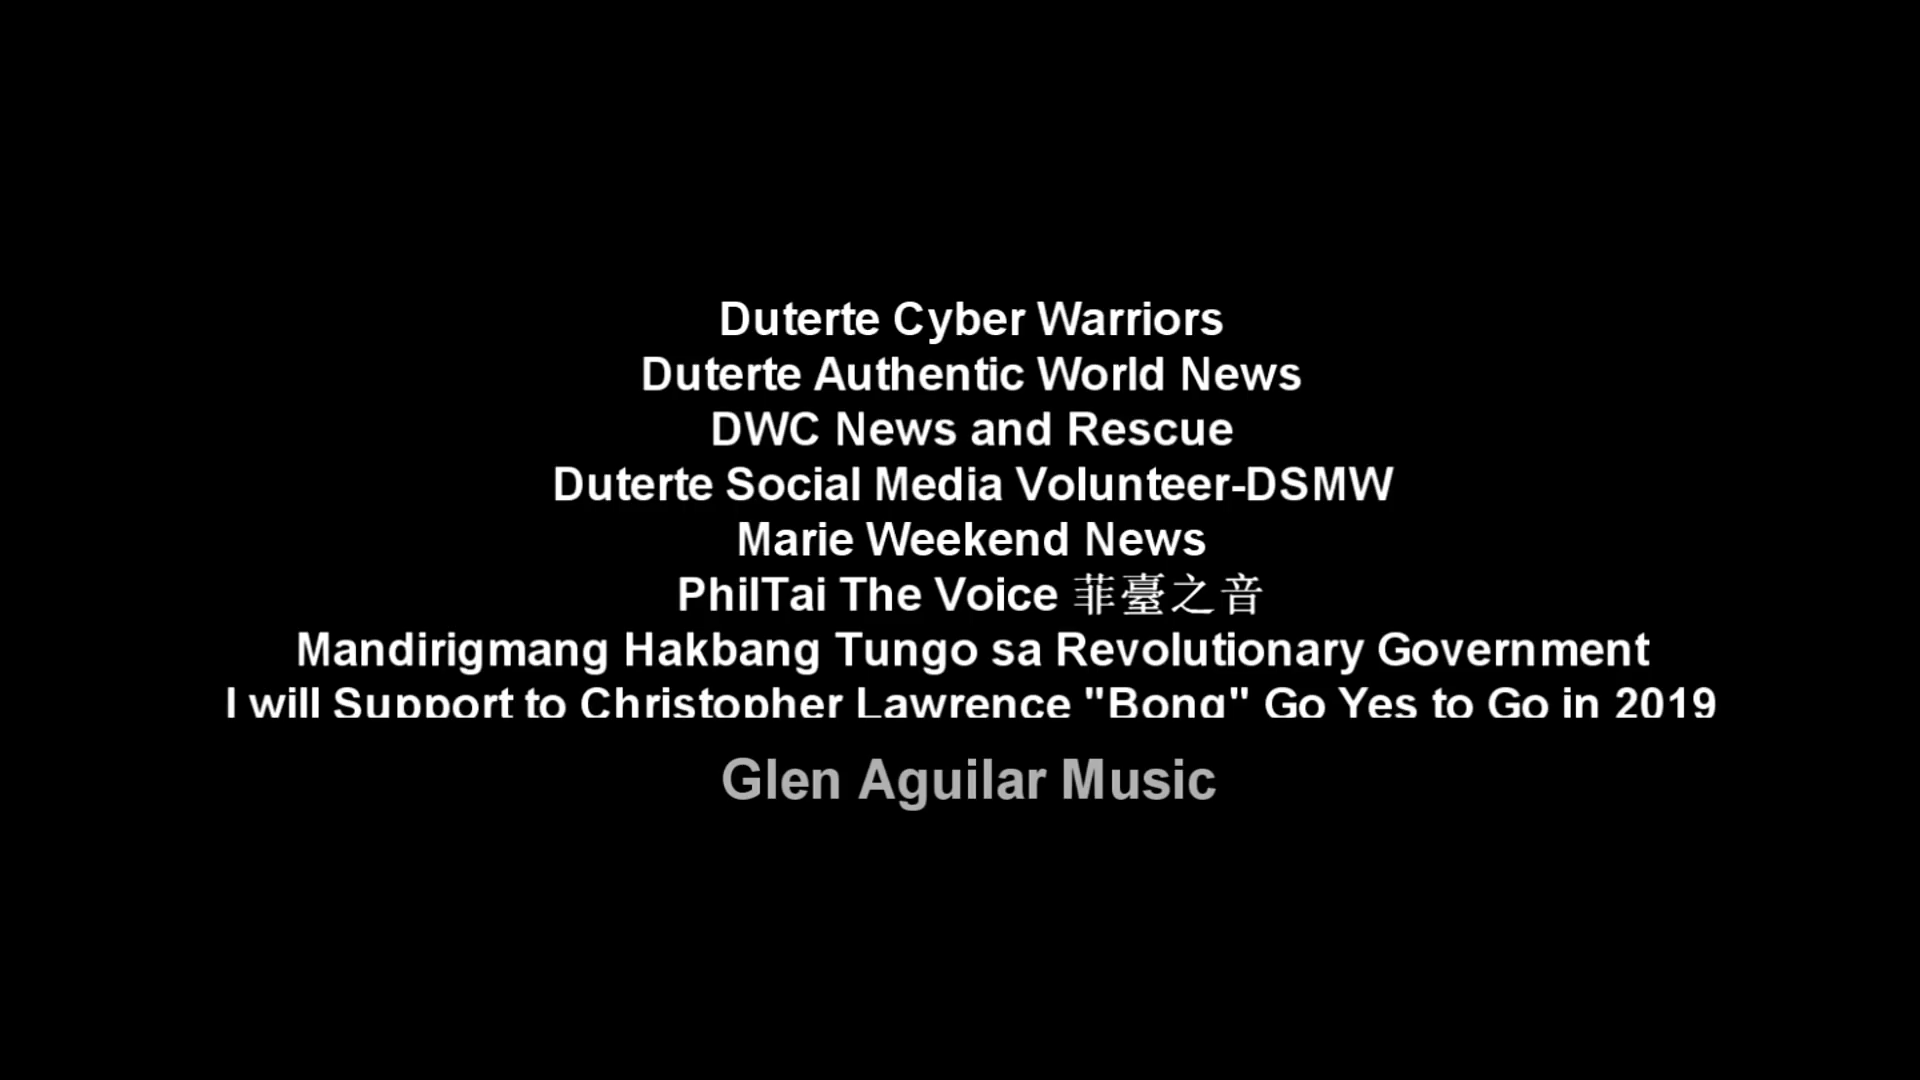 Duterte Cyber Warriors
Duterte Authentic World News
DWC News and Rescue
Duterte Social Media Volunteer-DSMW
Marie Weekend News
PhilTai The Voice 菲臺之音
Mandirigmang Hakbang Tungo sa Revolutionary Government
I will Support to Christopher Lawrence "Bong" Go Yes to Go in 2019
Glen Aguilar Music